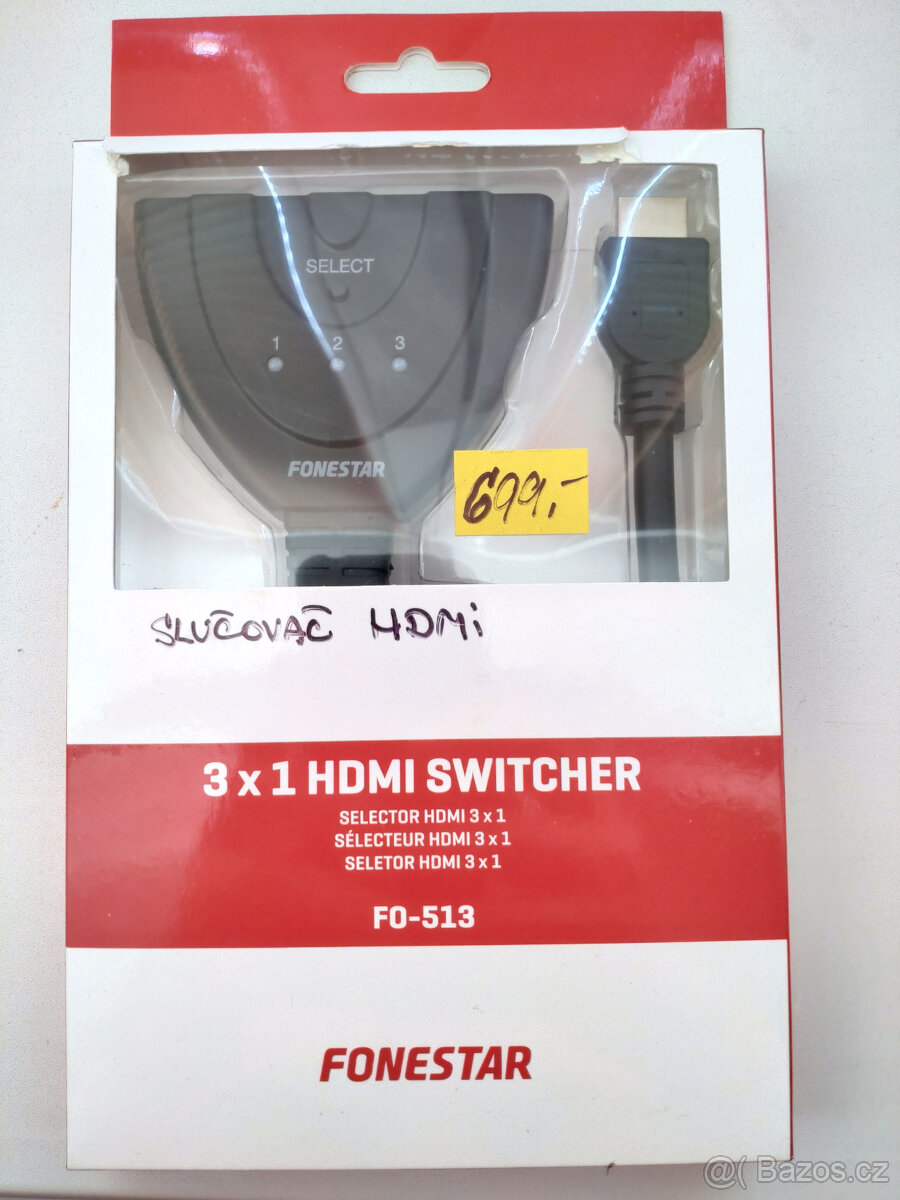 SELECT
1 2 3
FONESTAR
699,-
SLUČOVAČ HDMi
3 x 1 HDMI SWITCHER
SELECTOR HDMI 3 x 1
SÉLECTEUR HDMI 3 x 1
SELETOR HDMI 3 x 1
FO-513
FONESTAR
@( Bazos.cz